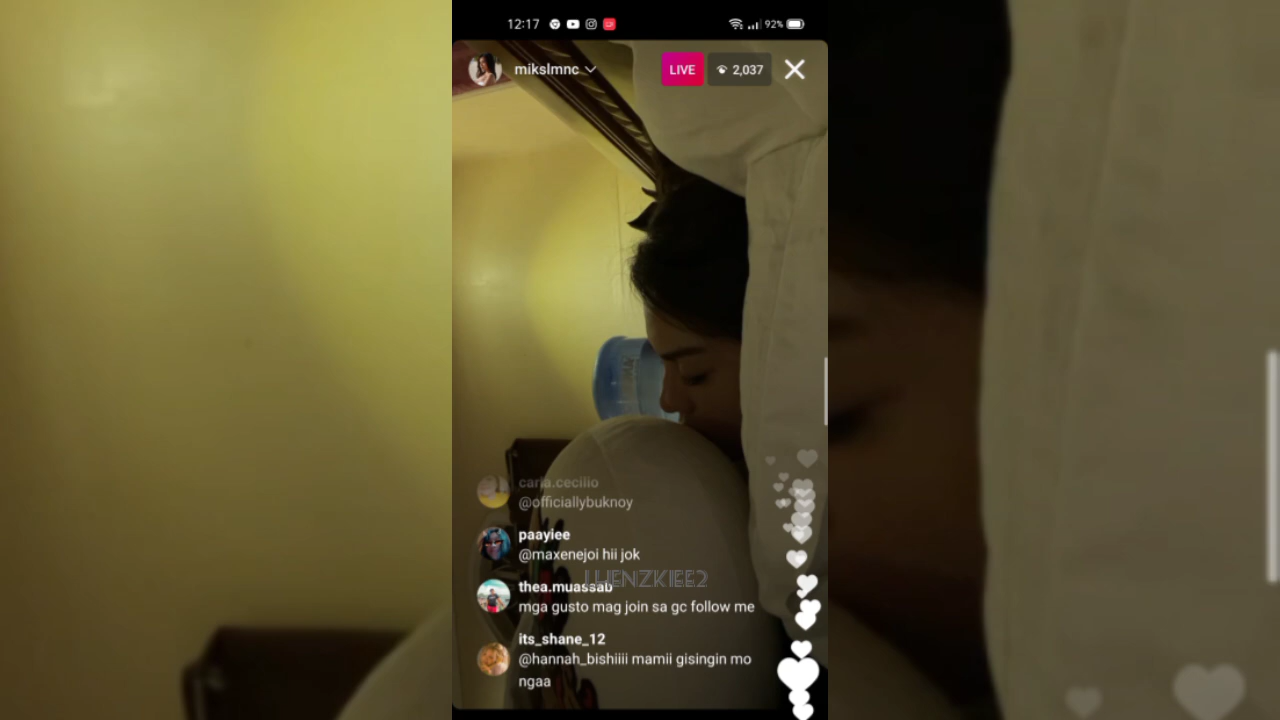 12:17
92%
mikslmnc
LIVE
2,037
carla.cecilio
@officiallybuknoy
paaylee
@maxenejoi hii jok
LHENZKIEE2
thea.muassab
mga gusto mag join sa gc follow me
its_shane_12
@hannah_bishiiii mamii gisingin mo
ngaa